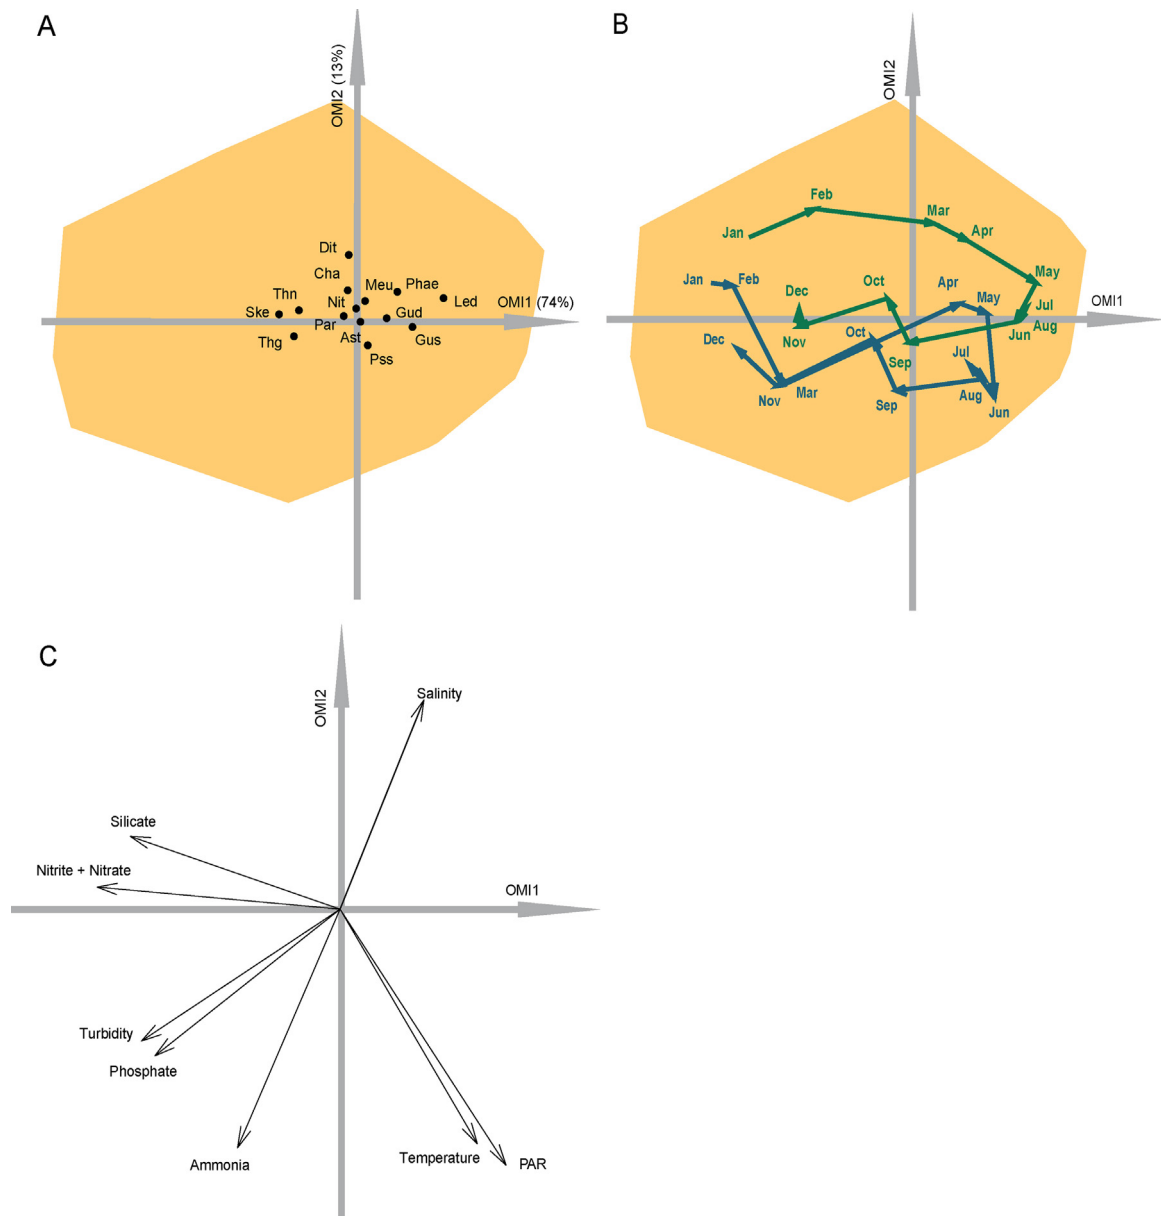 A
OMI2 (13%)
Dit
Cha
Meu
Phae
Thn
Nit
Led
OMI1 (74%)
Ske
Par
Gud
Thg
Ast
Gus
Pss
B
OMI2
Feb
Mar
Jan
Apr
May
Jan
Feb
Dec
Oct
Apr
May
Jul
OMI1
Nov
Oct
Jun
Aug
Dec
Sep
Jul
Nov
Mar
Sep
Aug
Jun
C
OMI2
Salinity
Silicate
Nitrite + Nitrate
OMI1
Turbidity
Phosphate
Ammonia
Temperature
PAR